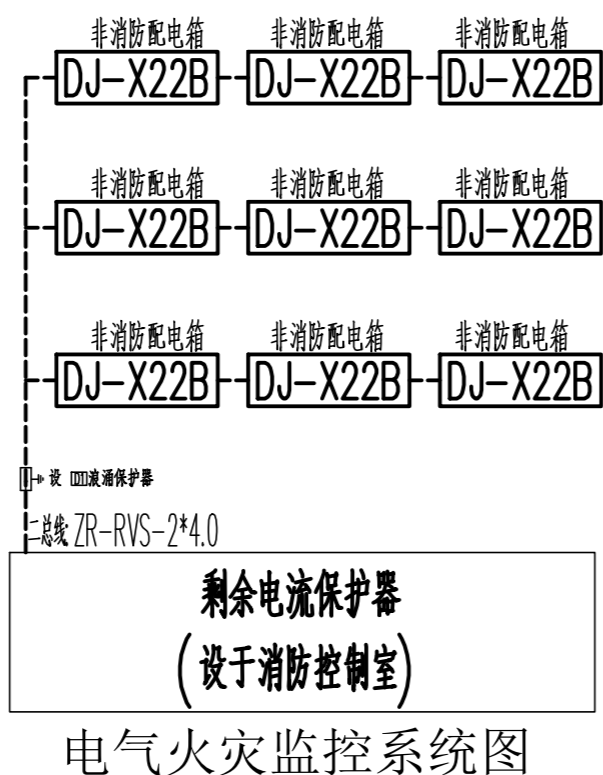 非消防配电箱 非消防配电箱 非消防配电箱
DJ-X22B DJ-X22B DJ-X22B
非消防配电箱 非消防配电箱 非消防配电箱
DJ-X22B DJ-X22B DJ-X22B
非消防配电箱 非消防配电箱 非消防配电箱
DJ-X22B DJ-X22B DJ-X22B
设 浪涌保护器
二总线 ZR-RVS-2*4.0
剩余电流保护器
(设于消防控制室)
电气火灾监控系统图